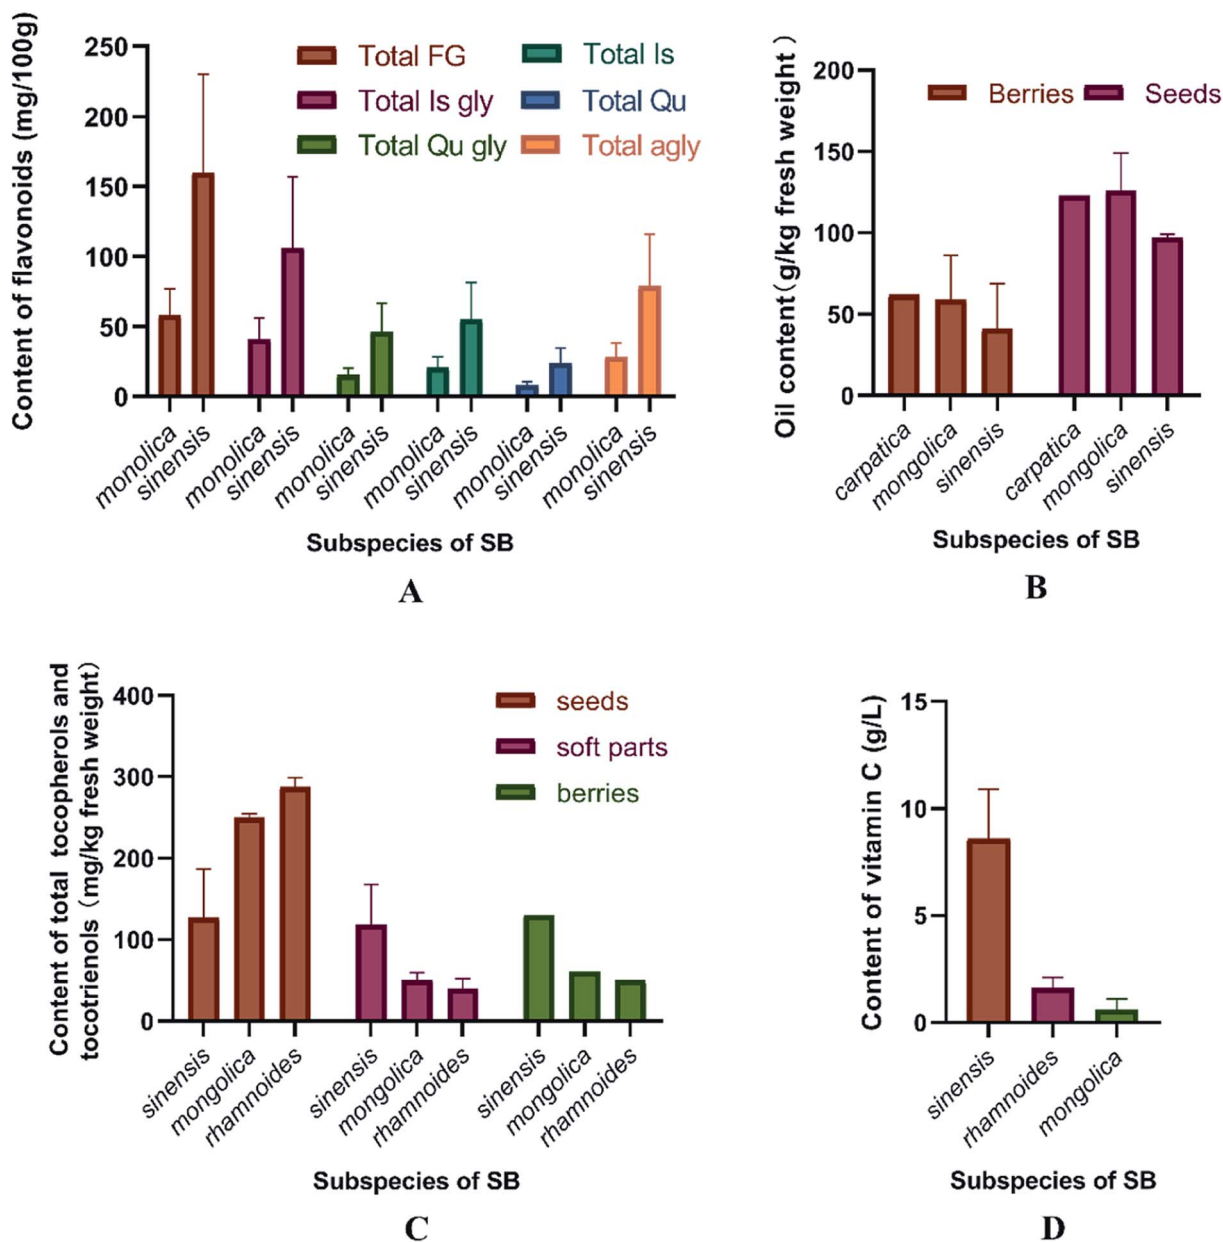 Content of flavonoids (mg/100g)
250
200
150
100
50
0
Total FG
Total Is
Total Is gly
Total Qu
Total Qu gly
Total agly
monolica
sinensis
monolica
sinensis
monolica
sinensis
monolica
sinensis
monolica
sinensis
monolica
sinensis
Subspecies of SB
A
Oil content(g/kg fresh weight)
200
150
100
50
0
Berries
Seeds
carpatica
mongolica
sinensis
carpatica
mongolica
sinensis
Subspecies of SB
B
Content of total tocopherols and
tocotrienols (mg/kg fresh weight)
400
300
200
100
0
seeds
soft parts
berries
sinensis
mongolica
rhamnoides
sinensis
mongolica
rhamnoides
sinensis
mongolica
rhamnoides
Subspecies of SB
C
Content of vitamin C (g/L)
15
10
5
0
sinensis
rhamnoides
mongolica
Subspecies of SB
D